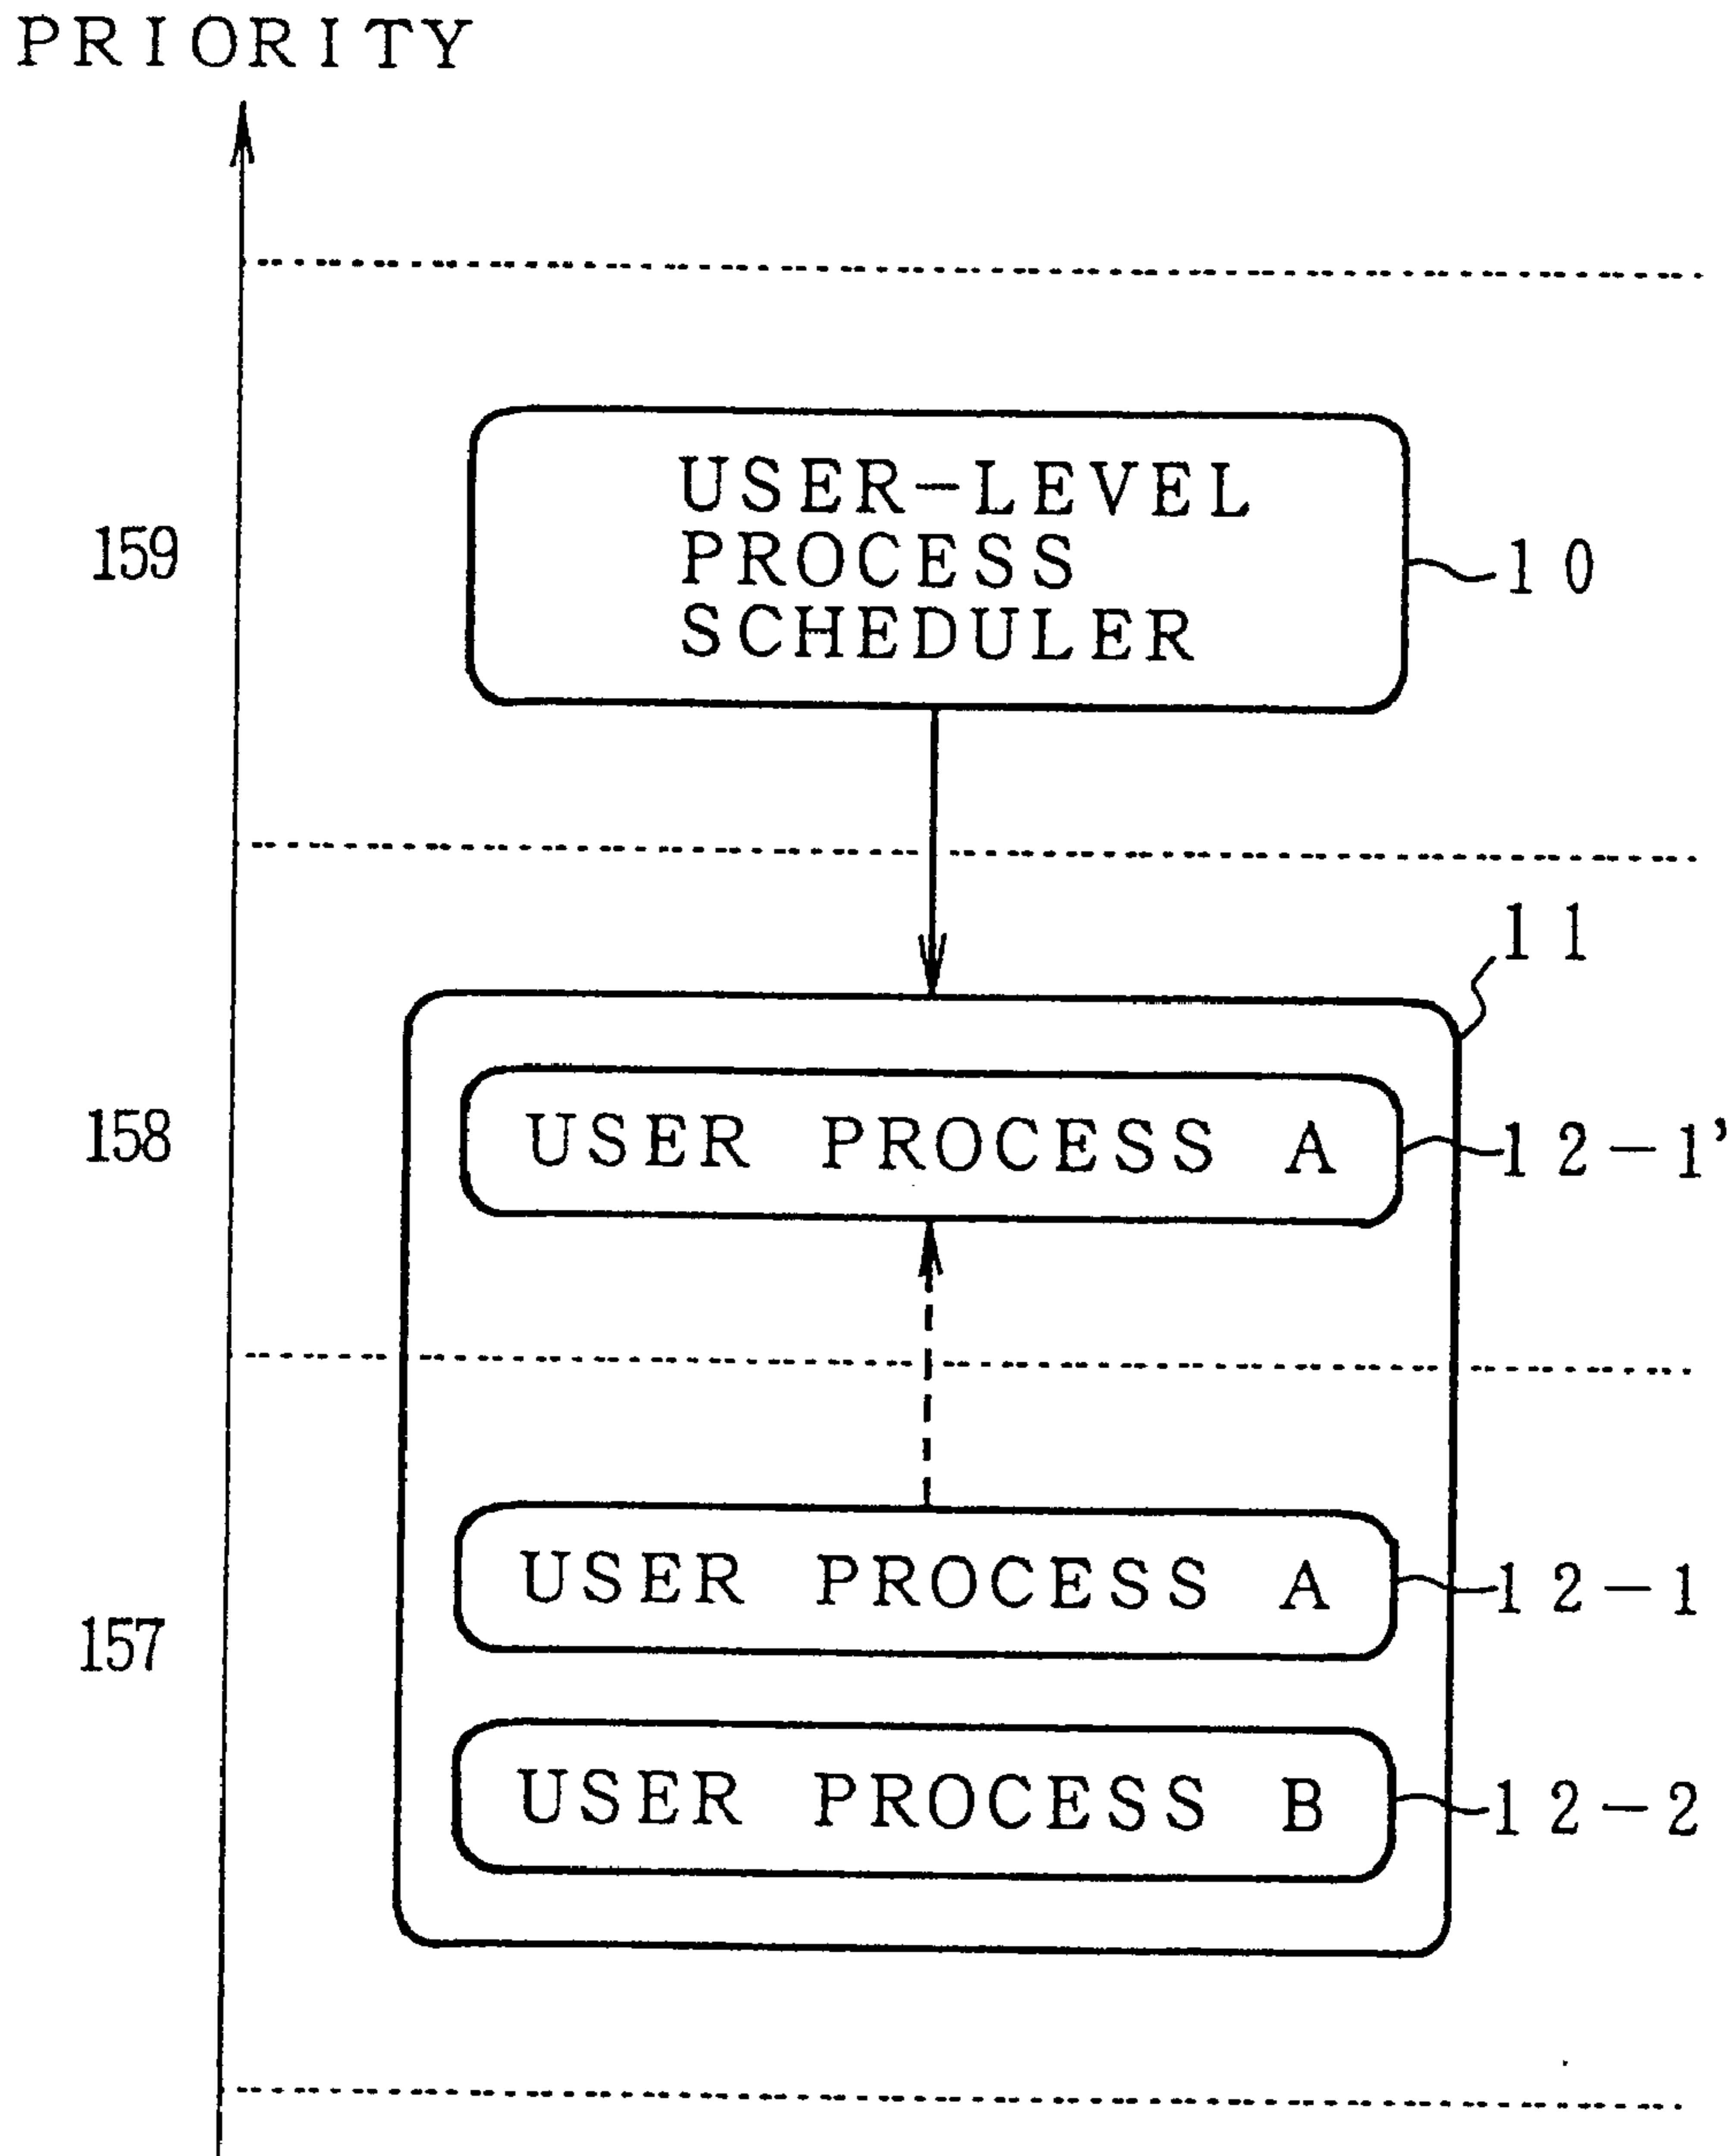 PRIORITY
USER-LEVEL
PROCESS
SCHEDULER
159
10
11
158
USER PROCESS A
12-1'
USER PROCESS A
12-1
157
USER PROCESS B
12-2